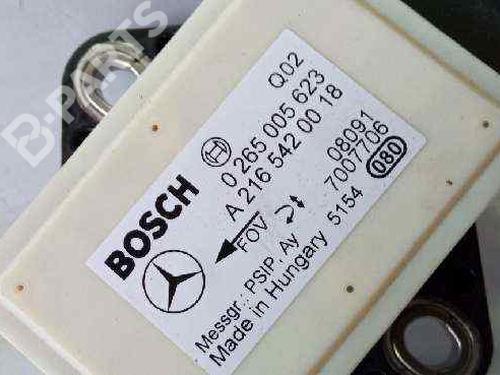 B-PARTS
Q02
BOSCH
0 265 005 623
A 216 542 00 18
FOV
08091
7007706
Messgr.: PSIP, Ay
5154
080
Made in Hungary